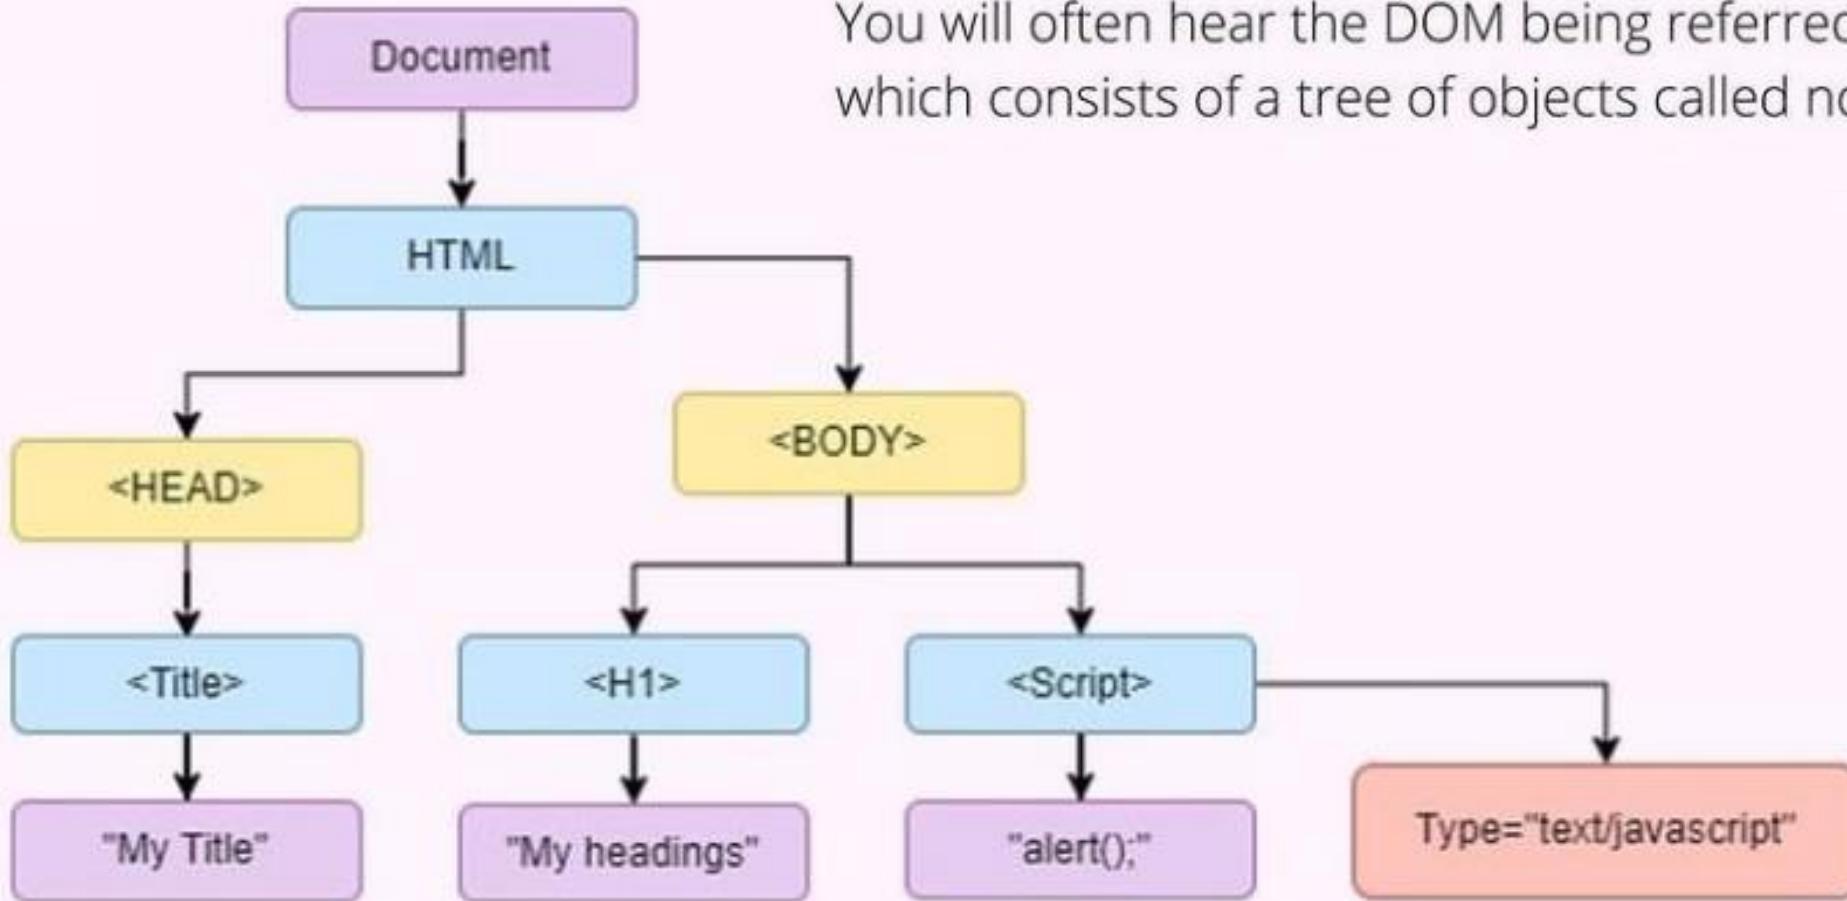 Document
You will often hear the DOM being referred
which consists of a tree of objects called
HTML
<HEAD>
<BODY>
<Title>
<H1>
<Script>
"My Title"
"My headings"
"alert();"
Type="text/javascript"